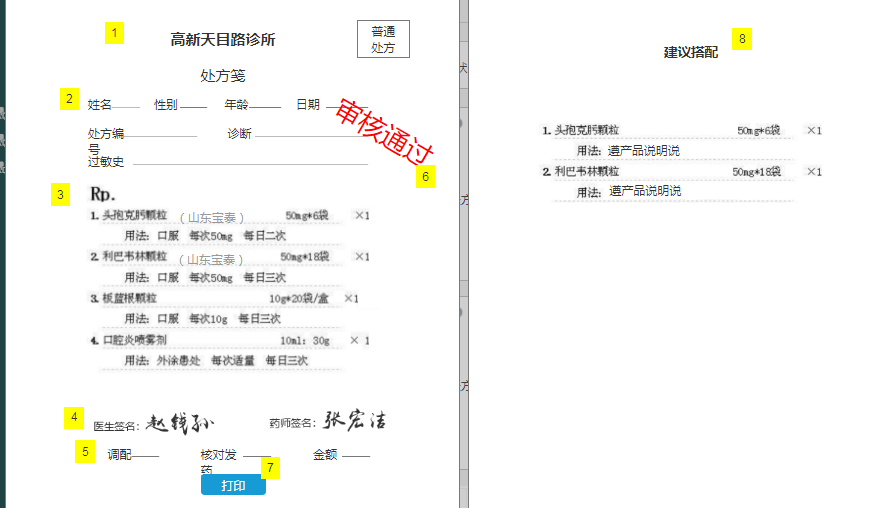 1
高新天目路诊所
普通
处方
处方笺
2
姓名 性别 年龄 日期
处方编号 诊断
过敏史
审核通过
6
3
Rp.
1. 头孢克肟颗粒 (山东宝泰) 50mg*6袋 ×1
用法: 口服 每次50mg 每日二次
2. 利巴韦林颗粒 (山东宝泰) 50mg*18袋 ×1
用法: 口服 每次50mg 每日三次
3. 板蓝根颗粒 10g*20袋/盒 ×1
用法: 口服 每次10g 每日三次
4. 口腔炎喷雾剂 10ml: 30g × 1
用法: 外涂患处 每次适量 每日三次
4
医生签名: 赵钱孙 药师签名: 张宏洁
5
调配 核对发药 金额
7
打印
8
建议搭配
1. 头孢克肟颗粒 50mg*6袋 ×1
用法: 遵产品说明说
2. 利巴韦林颗粒 50mg*18袋 ×1
用法: 遵产品说明说